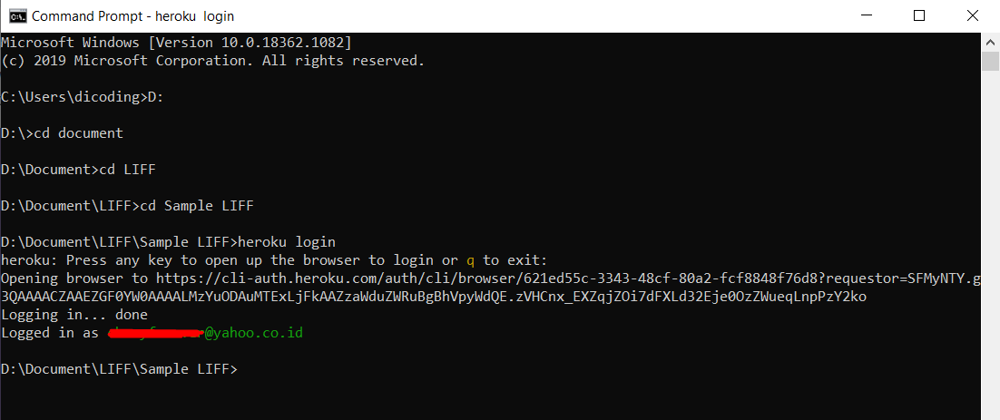 Command Prompt - heroku  login
Microsoft Windows [Version 10.0.18362.1082]
(c) 2019 Microsoft Corporation. All rights reserved.
C:\Users\dicoding>D:
D:\>cd document
D:\Document>cd LIFF
D:\Document\LIFF>cd Sample LIFF
D:\Document\LIFF\Sample LIFF>heroku login
heroku: Press any key to open up the browser to login or q to exit:
Opening browser to https://cli-auth.heroku.com/auth/cli/browser/621ed55c-3343-48cf-80a2-fcf8848f76d8?requestor=SFMyNTY.g
3QAAAACZAAEZGF0YW0AAAALMzYuODAuMTExLjFkAAZzaWduZWRuBgBhVpyWdQE.zVHCnx_EXZqjZOi7dFXLd32Eje0OzZWueqLnpPzY2ko
Logging in... done
Logged in as @yahoo.co.id
D:\Document\LIFF\Sample LIFF>